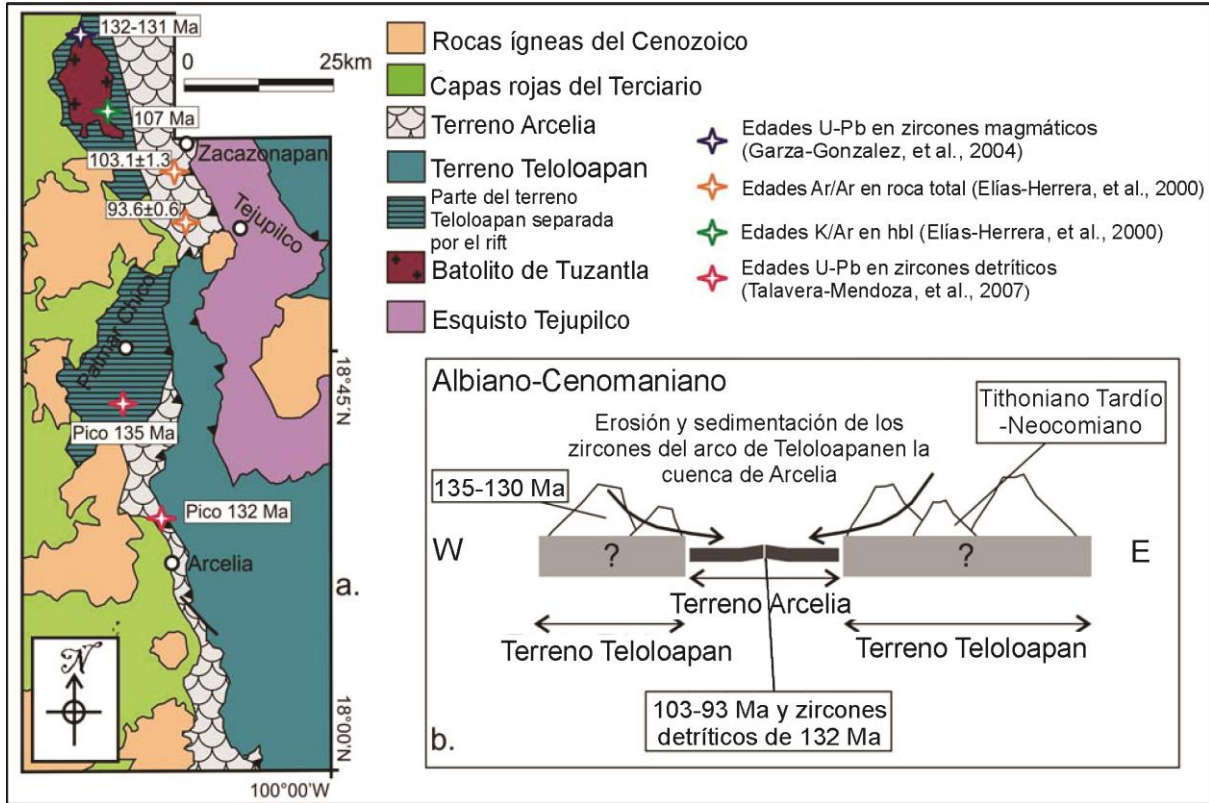 132-131 Ma
0 25km
107 Ma
103.1±1.3
Zacazonapan
93.6±0.6
Tejupilco
Palmar Chico
18°45'N
Pico 135 Ma
Pico 132 Ma
Arcelia
a.
N
18°00'N
100°00'W
Rocas ígneas del Cenozoico
Capas rojas del Terciario
Terreno Arcelia
Terreno Teloloapan
Parte del terreno
Teloloapan separada
por el rift
Batolito de Tuzantla
Esquisto Tejupilco
Edades U-Pb en zircones magmáticos
(Garza-Gonzalez, et al., 2004)
Edades Ar/Ar en roca total (Elías-Herrera, et al., 2000)
Edades K/Ar en hbl (Elías-Herrera, et al., 2000)
Edades U-Pb en zircones detríticos
(Talavera-Mendoza, et al., 2007)
Albiano-Cenomaniano
Erosión y sedimentación de los
zircones del arco de Teloloapanen la
cuenca de Arcelia
Tithoniano Tardío
-Neocomiano
135-130 Ma
W ? ? E
Terreno Arcelia
Terreno Teloloapan Terreno Teloloapan
103-93 Ma y zircones
detríticos de 132 Ma
b.